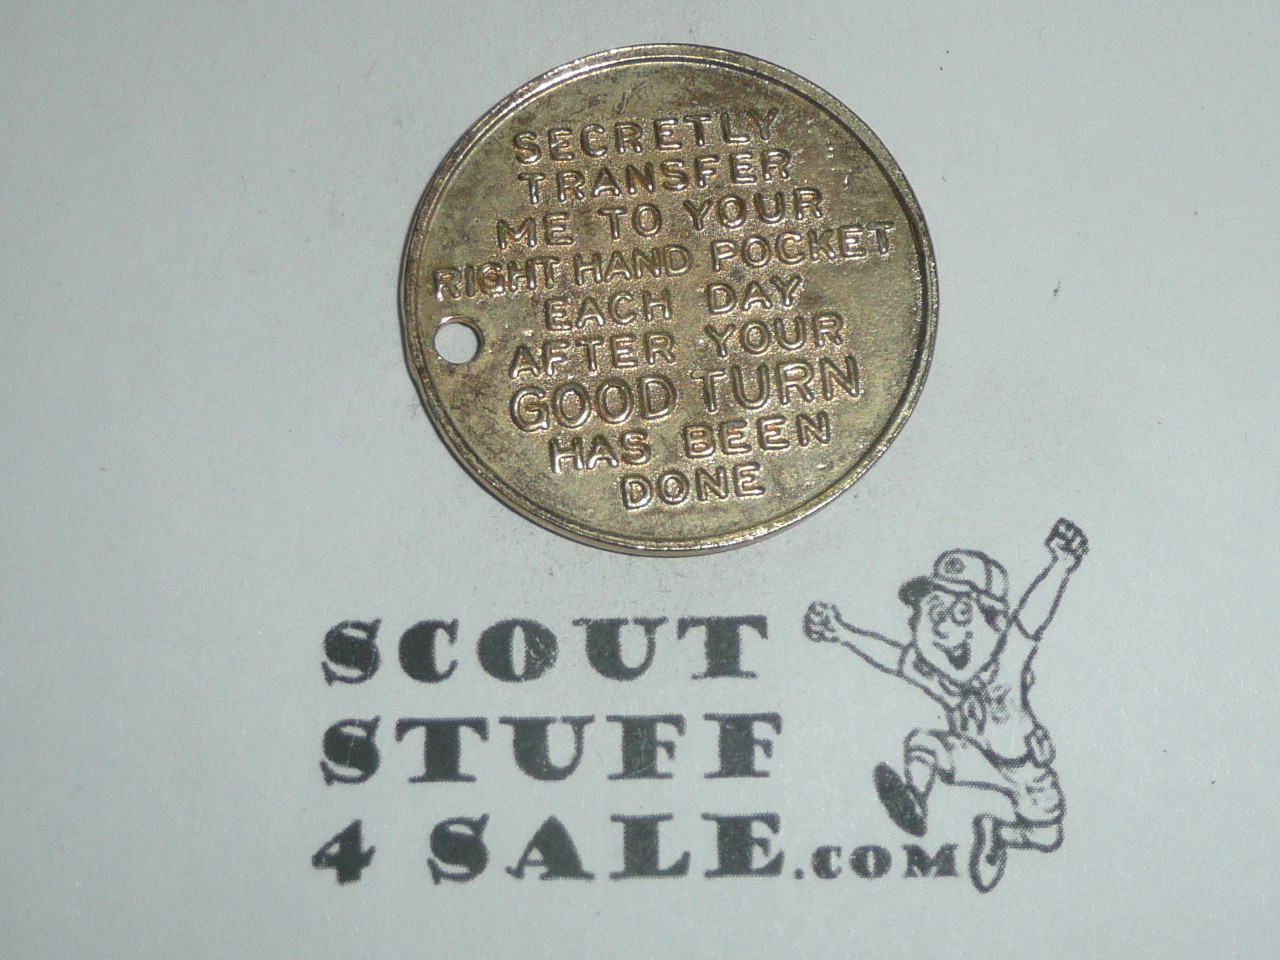 SECRETLY
TRANSFER
ME TO YOUR
RIGHT HAND POCKET
EACH DAY
AFTER YOUR
GOOD TURN
HAS BEEN
DONE
SCOUT
STUFF
4 SALE.COM